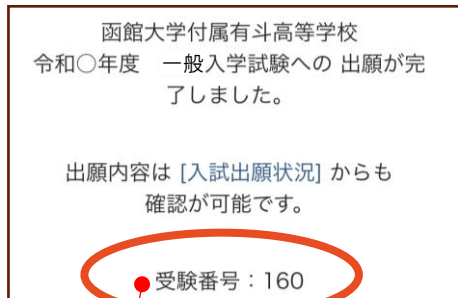 函館大学付属有斗高等学校
令和○年度　一般入学試験への 出願が完
了しました。
出願内容は [入試出願状況] からも
確認が可能です。
受験番号：160